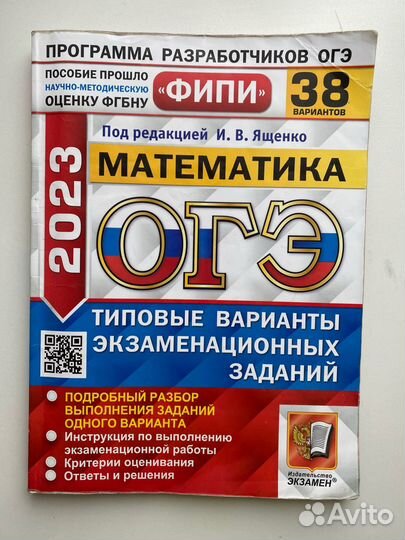 ПРОГРАММА РАЗРАБОТЧИКОВ ОГЭ
ПОСОБИЕ ПРОШЛО
НАУЧНО-МЕТОДИЧЕСКУЮ
ОЦЕНКУ ФГБНУ
«ФИПИ»
38
ВАРИАНТОВ
Под редакцией И. В. Ященко
МАТЕМАТИКА
2023
ОГЭ
ТИПОВЫЕ ВАРИАНТЫ
ЭКЗАМЕНАЦИОННЫХ
ЗАДАНИЙ
• ПОДРОБНЫЙ РАЗБОР
ВЫПОЛНЕНИЯ ЗАДАНИЙ
ОДНОГО ВАРИАНТА
• Инструкция по выполнению
экзаменационной работы
• Критерии оценивания
• Ответы и решения
Издательство
ЭКЗАМЕН®
Avito